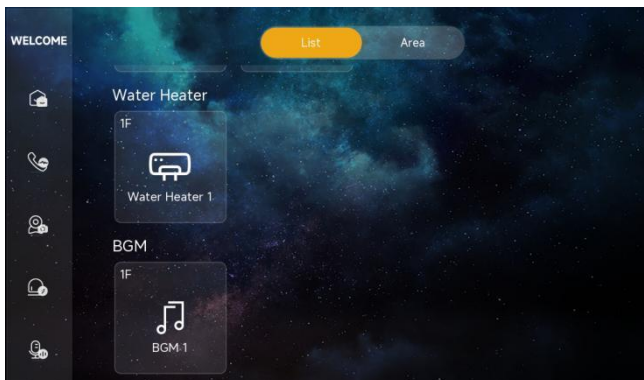 WELCOME
List
Area
Water Heater
1F
Water Heater 1
BGM
1F
BGM 1